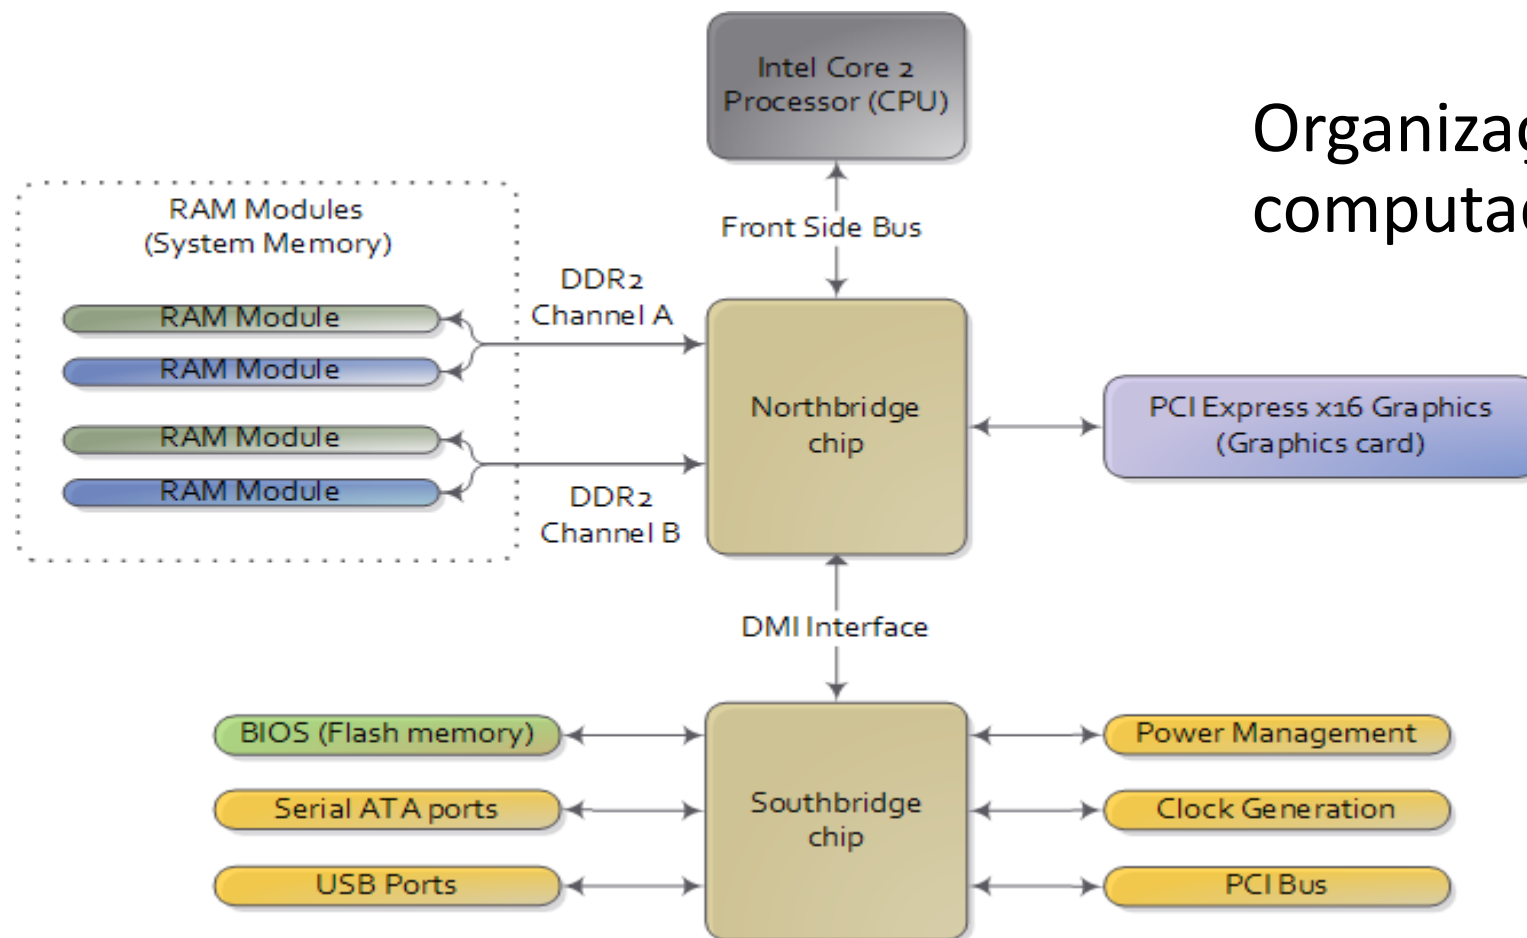 Intel Core 2
Processor (CPU)
Organizaç
computa
Front Side Bus
RAM Modules
(System Memory)
RAM Module
RAM Module
RAM Module
RAM Module
DDR2
Channel A
DDR2
Channel B
Northbridge
chip
PCI Express x16 Graphics
(Graphics card)
DMI Interface
BIOS (Flash memory)
Serial ATA ports
USB Ports
Southbridge
chip
Power Management
Clock Generation
PCI Bus